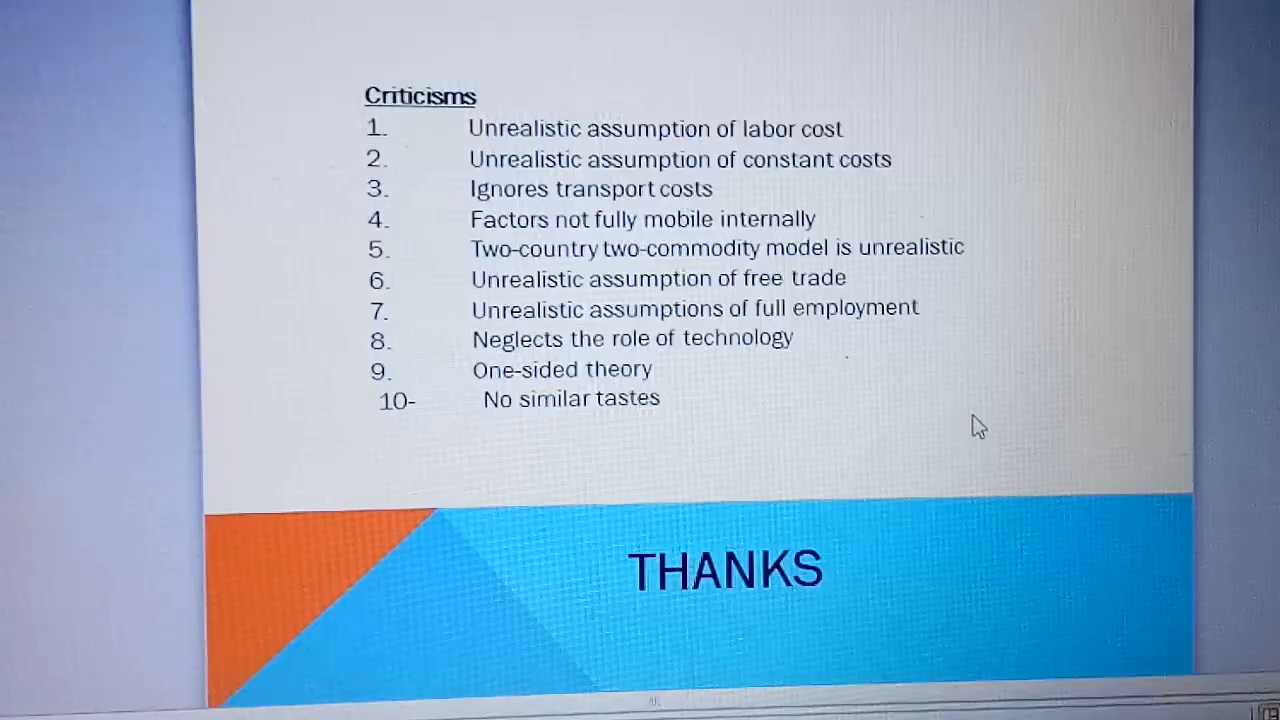 Criticisms
1. Unrealistic assumption of labor cost
2. Unrealistic assumption of constant costs
3. Ignores transport costs
4. Factors not fully mobile internally
5. Two-country two-commodity model is unrealistic
6. Unrealistic assumption of free trade
7. Unrealistic assumptions of full employment
8. Neglects the role of technology
9. One-sided theory
10- No similar tastes
THANKS